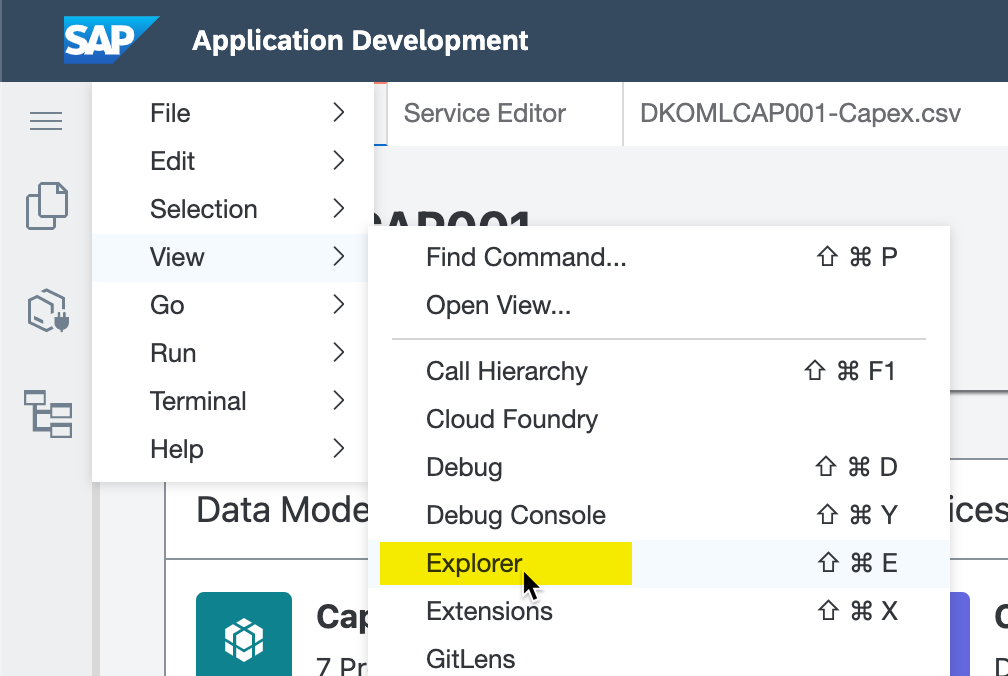 SAP Application Development
File
Edit
Selection
View
Go
Run
Terminal
Help
Service Editor
DKOMLCAP001-Capex.csv
CAP001
Find Command... ⇧ ⌘ P
Open View...
Call Hierarchy ⇧ ⌘ F1
Cloud Foundry
Debug ⇧ ⌘ D
Debug Console ⇧ ⌘ Y
Explorer ⇧ ⌘ E
Extensions ⇧ ⌘ X
GitLens
Data Mode
ices
Cap
7 Pr